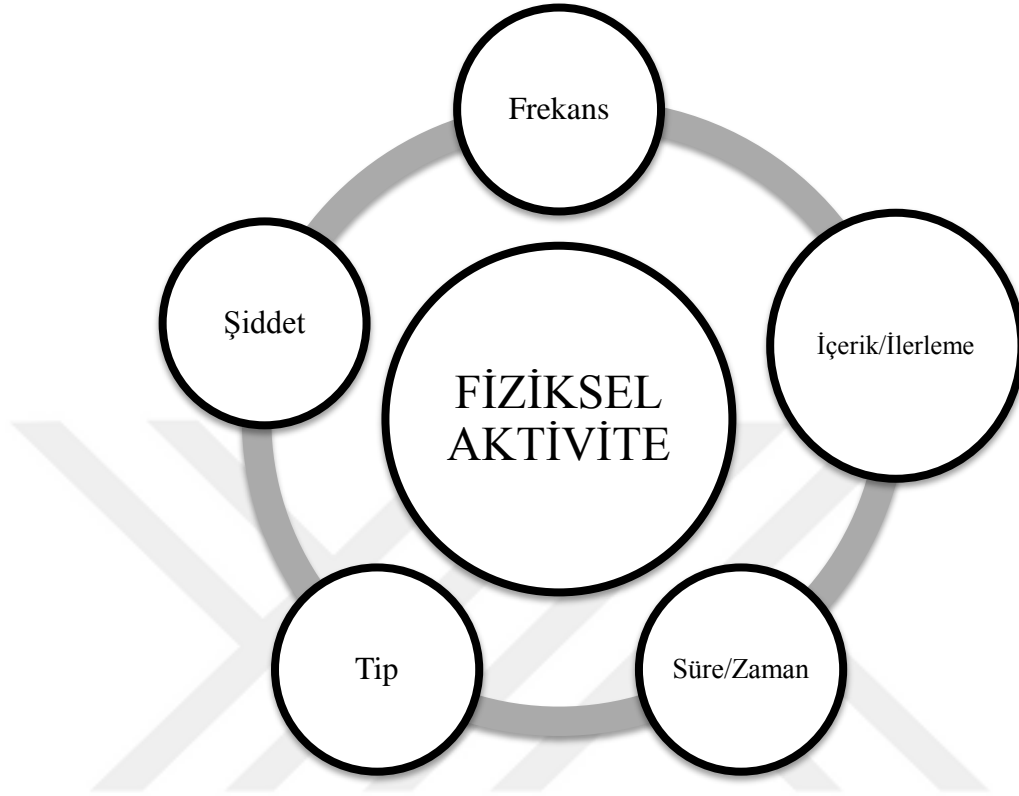 Frekans
Şiddet
İçerik/İlerleme
FİZİKSEL
AKTİVİTE
Tip
Süre/Zaman